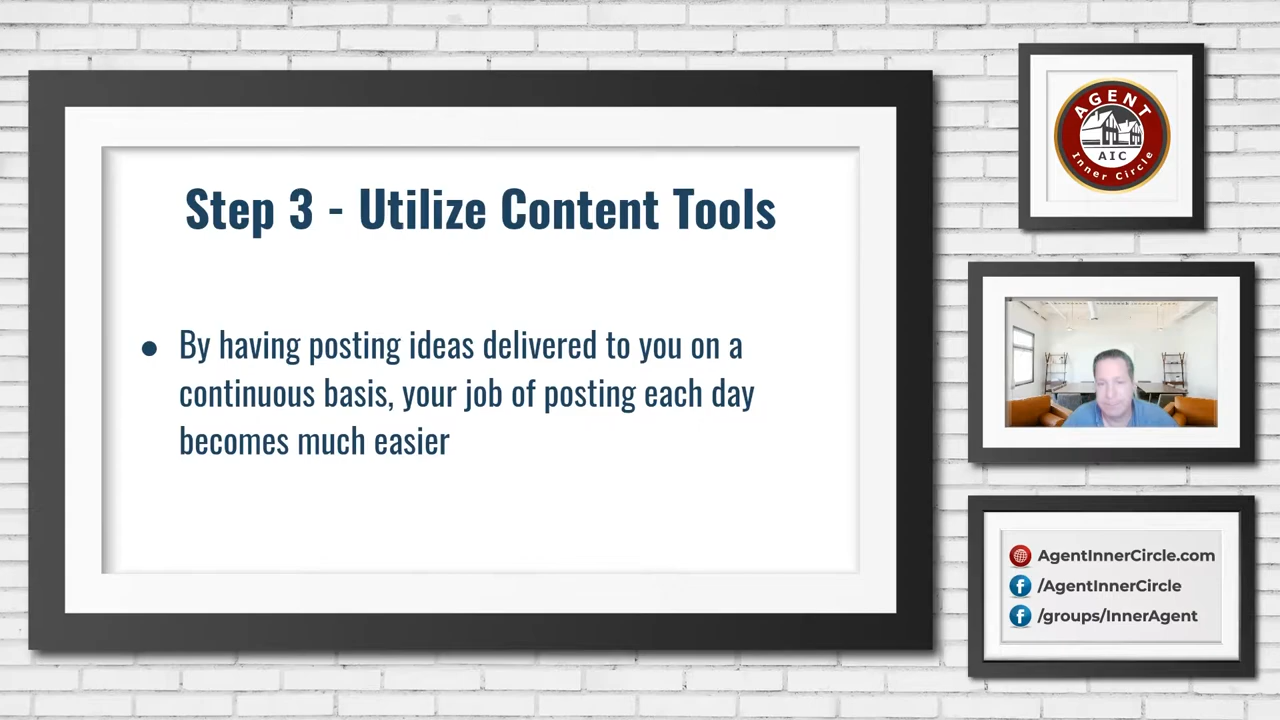 Step 3 - Utilize Content Tools
● By having posting ideas delivered to you on a
continuous basis, your job of posting each day
becomes much easier
AGENT
AIC
Inner Circle
AgentInnerCircle.com
/AgentInnerCircle
/groups/InnerAgent